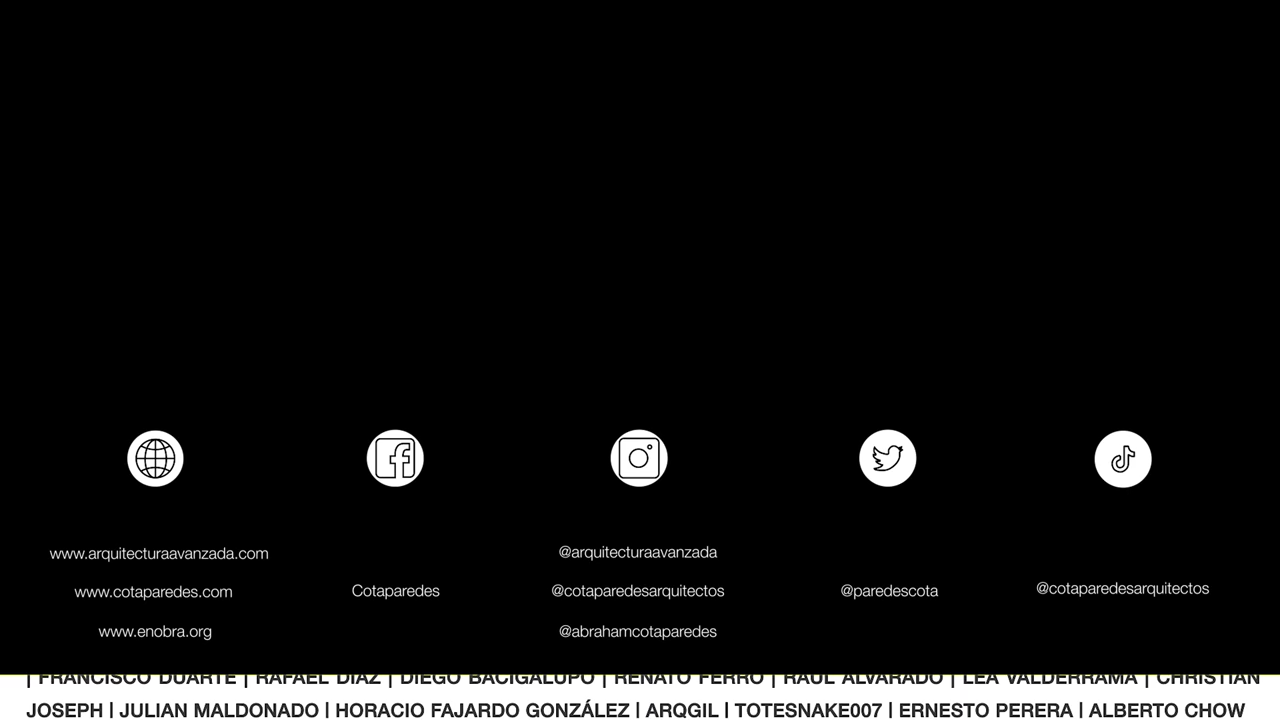 www.arquitecturaavanzada.com
www.cotaparedes.com
www.enobra.org
Cotaparedes
@arquitecturaavanzada
@cotaparedesarquitectos
@abrahamcotaparedes
@paredescota
@cotaparedesarquitectos
| FRANCISCO DUARTE | RAFAEL DIAZ | DIEGO BACIGALUPO | RENATO FERRO | RAUL ALVARADO | LEA VALDERRAMA | CHRISTIAN
JOSEPH | JULIAN MALDONADO | HORACIO FAJARDO GONZÁLEZ | ARQGIL | TOTESNAKE007 | ERNESTO PERERA | ALBERTO CHOW